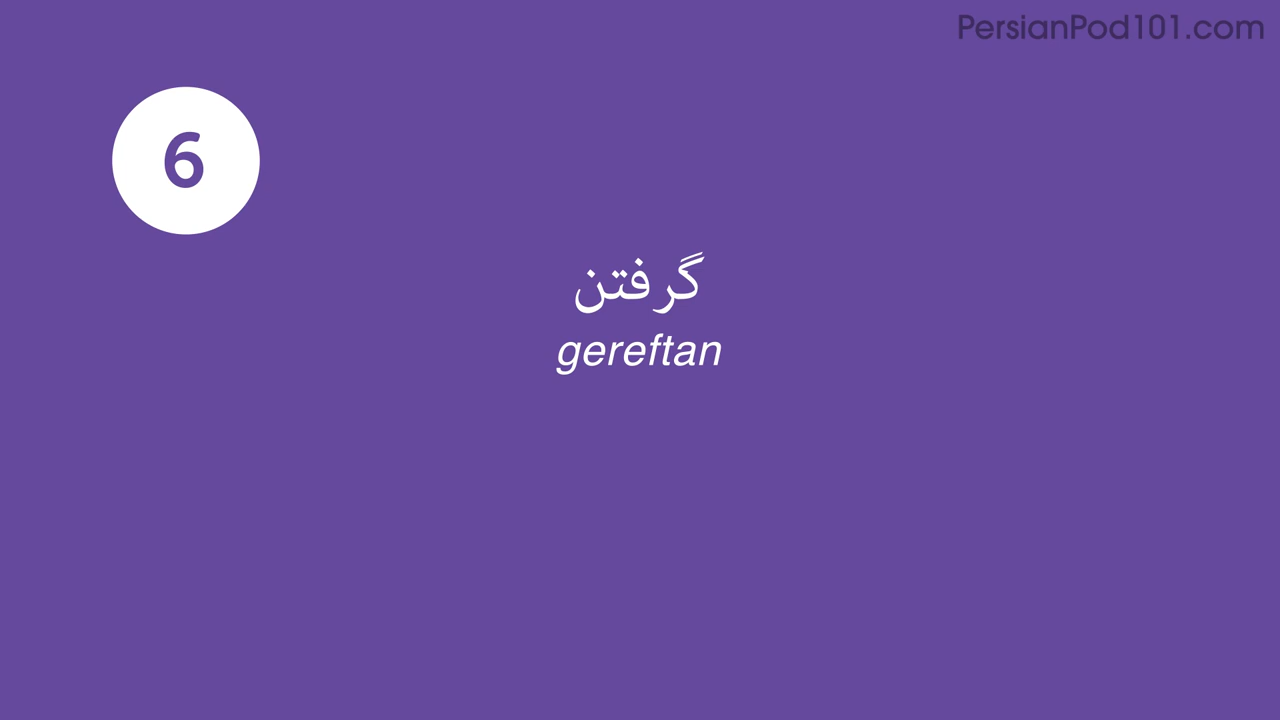 PersianPod101.com
6
گرفتن
gereftan